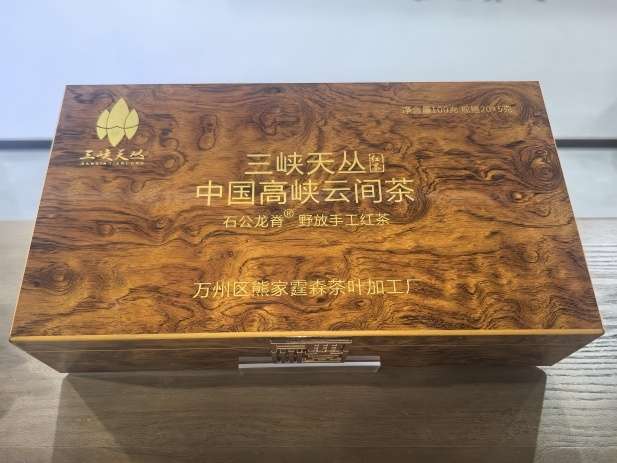 净含量100克 规格20*5克
三峡天丛
三峡天丛 红茶
中国高峡云间茶
石公龙脊® 野放手工红茶
万州区熊家霆森茶叶加工厂